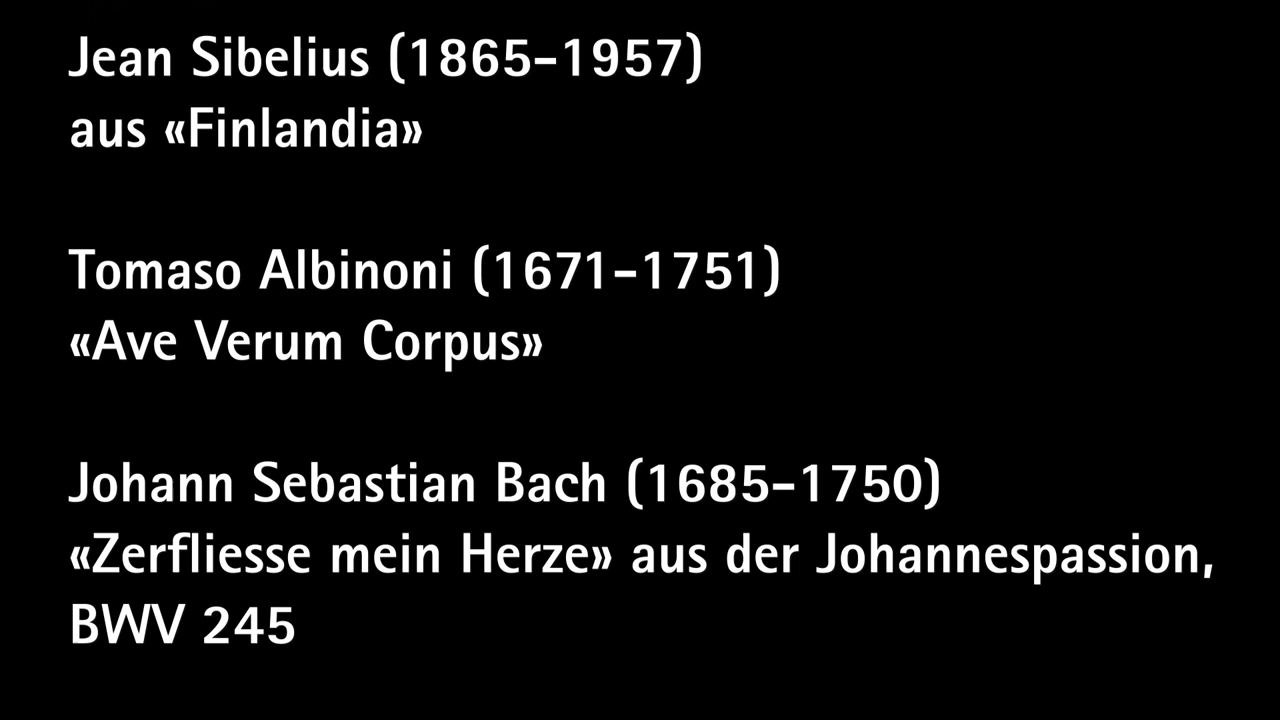 Jean Sibelius (1865–1957)
aus «Finlandia»
Tomaso Albinoni (1671–1751)
«Ave Verum Corpus»
Johann Sebastian Bach (1685–1750)
«Zerfliesse mein Herze» aus der Johannespassion,
BWV 245